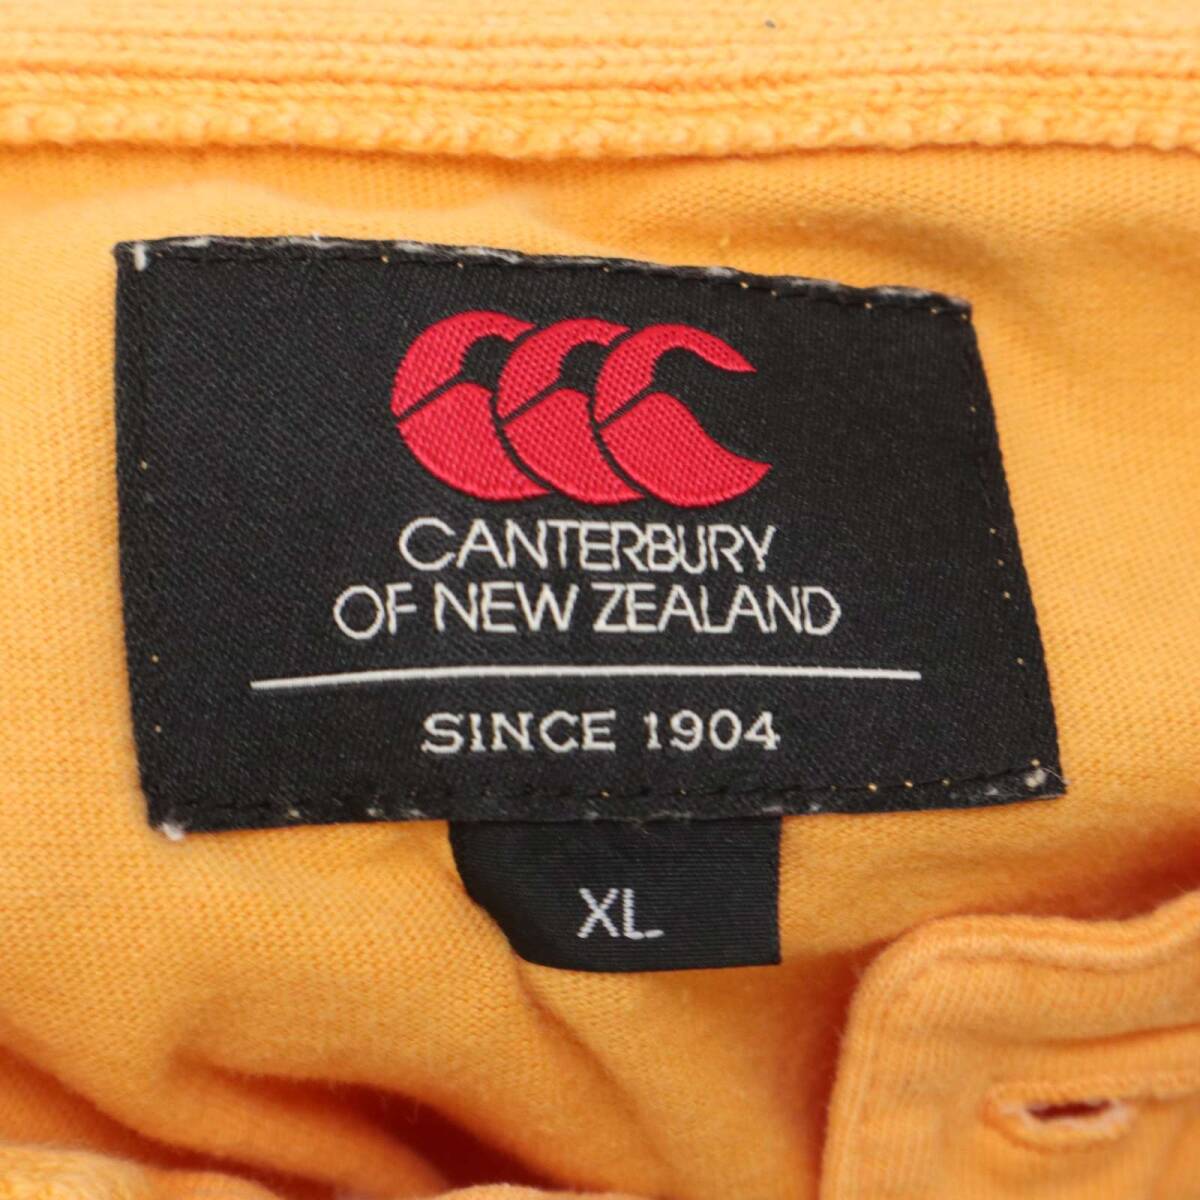 CANTERBURY
OF NEW ZEALAND
SINCE 1904
XL